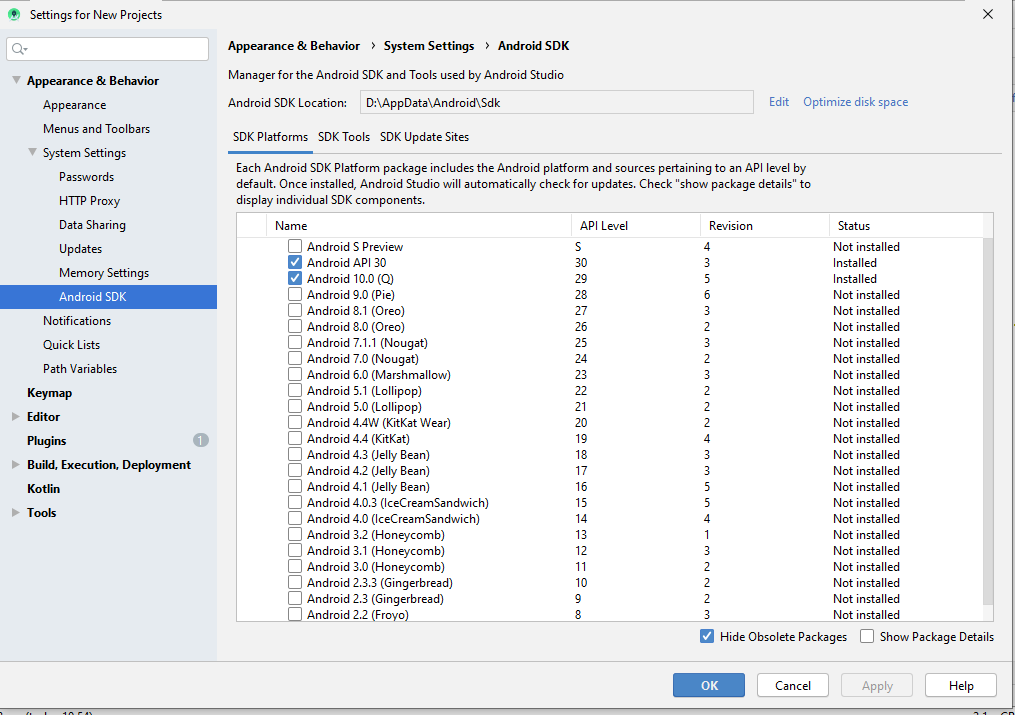 Settings for New Projects
Appearance & Behavior
Appearance
Menus and Toolbars
System Settings
Passwords
HTTP Proxy
Data Sharing
Updates
Memory Settings
Android SDK
Notifications
Quick Lists
Path Variables
Keymap
Editor
Plugins 1
Build, Execution, Deployment
Kotlin
Tools
Appearance & Behavior › System Settings › Android SDK
Manager for the Android SDK and Tools used by Android Studio
Android SDK Location: D:\AppData\Android\Sdk Edit Optimize disk space
SDK Platforms SDK Tools SDK Update Sites
Each Android SDK Platform package includes the Android platform and sources pertaining to an API level by
default. Once installed, Android Studio will automatically check for updates. Check "show package details" to
display individual SDK components.
Name API Level Revision Status
Android S Preview S 4 Not installed
Android API 30 30 3 Installed
Android 10.0 (Q) 29 5 Installed
Android 9.0 (Pie) 28 6 Not installed
Android 8.1 (Oreo) 27 3 Not installed
Android 8.0 (Oreo) 26 2 Not installed
Android 7.1.1 (Nougat) 25 3 Not installed
Android 7.0 (Nougat) 24 2 Not installed
Android 6.0 (Marshmallow) 23 3 Not installed
Android 5.1 (Lollipop) 22 2 Not installed
Android 5.0 (Lollipop) 21 2 Not installed
Android 4.4W (KitKat Wear) 20 2 Not installed
Android 4.4 (KitKat) 19 4 Not installed
Android 4.3 (Jelly Bean) 18 3 Not installed
Android 4.2 (Jelly Bean) 17 3 Not installed
Android 4.1 (Jelly Bean) 16 5 Not installed
Android 4.0.3 (IceCreamSandwich) 15 5 Not installed
Android 4.0 (IceCreamSandwich) 14 4 Not installed
Android 3.2 (Honeycomb) 13 1 Not installed
Android 3.1 (Honeycomb) 12 3 Not installed
Android 3.0 (Honeycomb) 11 2 Not installed
Android 2.3.3 (Gingerbread) 10 2 Not installed
Android 2.3 (Gingerbread) 9 2 Not installed
Android 2.2 (Froyo) 8 3 Not installed
Hide Obsolete Packages Show Package Details
OK Cancel Apply Help